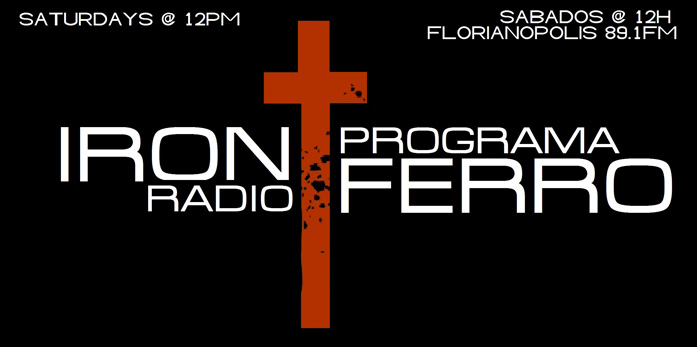 SATURDAYS @ 12PM
SABADOS @ 12H
FLORIANOPOLIS 89.1FM
IRON
RADIO
PROGRAMA
FERRO